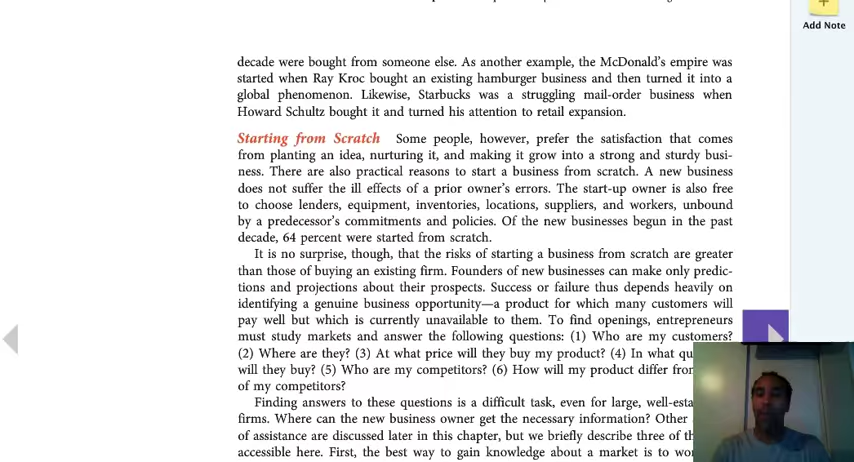 Add Note
decade were bought from someone else. As another example, the McDonald's empire was
started when Ray Kroc bought an existing hamburger business and then turned it into a
global phenomenon. Likewise, Starbucks was a struggling mail-order business when
Howard Schultz bought it and turned his attention to retail expansion.
Starting from Scratch Some people, however, prefer the satisfaction that comes
from planting an idea, nurturing it, and making it grow into a strong and sturdy busi-
ness. There are also practical reasons to start a business from scratch. A new business
does not suffer the ill effects of a prior owner's errors. The start-up owner is also free
to choose lenders, equipment, inventories, locations, suppliers, and workers, unbound
by a predecessor's commitments and policies. Of the new businesses begun in the past
decade, 64 percent were started from scratch.
It is no surprise, though, that the risks of starting a business from scratch are greater
than those of buying an existing firm. Founders of new businesses can make only predic-
tions and projections about their prospects. Success or failure thus depends heavily on
identifying a genuine business opportunity—a product for which many customers will
pay well but which is currently unavailable to them. To find openings, entrepreneurs
must study markets and answer the following questions: (1) Who are my customers?
(2) Where are they? (3) At what price will they buy my product? (4) In what
will they buy? (5) Who are my competitors? (6) How will my product differ
of my competitors?
Finding answers to these questions is a difficult task, even for large,
firms. Where can the new business owner get the necessary information? Other
of assistance are discussed later in this chapter, but we briefly describe three of
accessible here. First, the best way to gain knowledge about a market is to